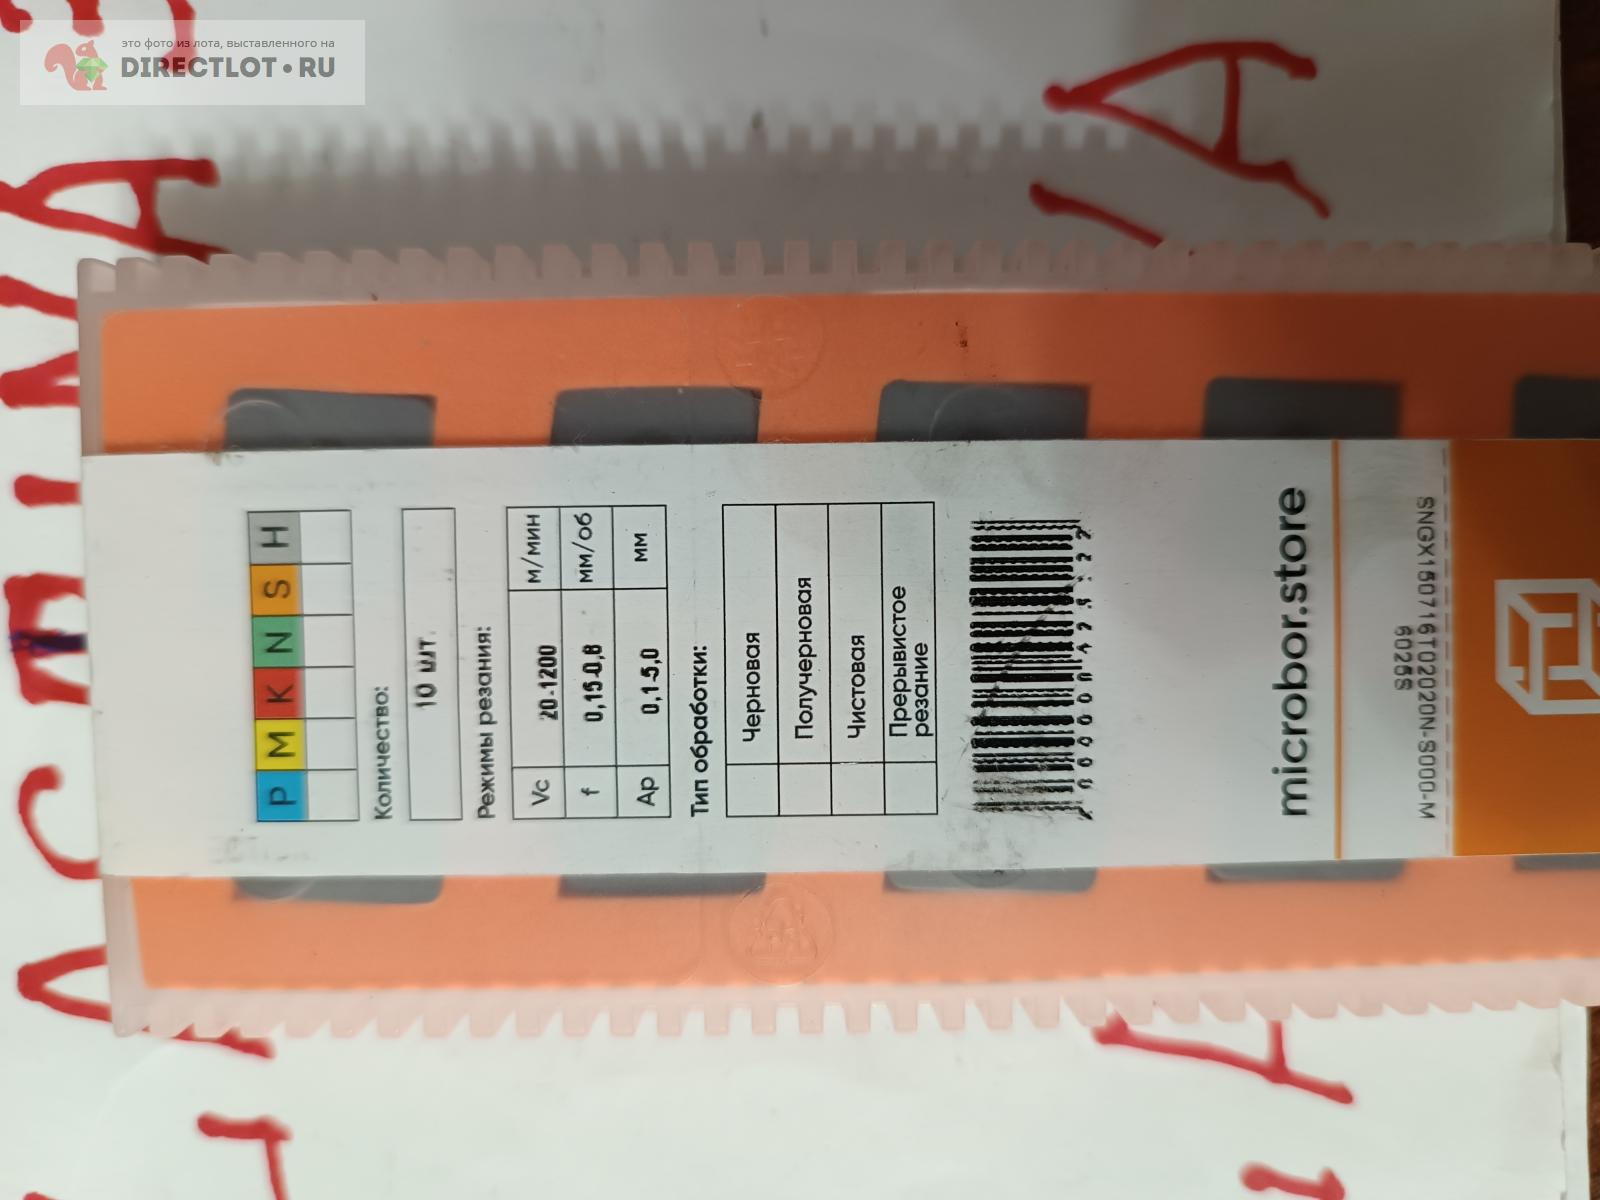 это фото из лота, выставленного на
DIRECTLOT.RU
P M K N S H
Количество:
10 шт.
Режимы резания:
Vc 20-1200 м/мин
f 0,15-0,8 мм/об
Ap 0,1-5,0 мм
Тип обработки:
Черновая
Получерновая
Чистовая
Прерывистое
резание
microbor.store
SNGX150716T02020N-S000-M
6025S